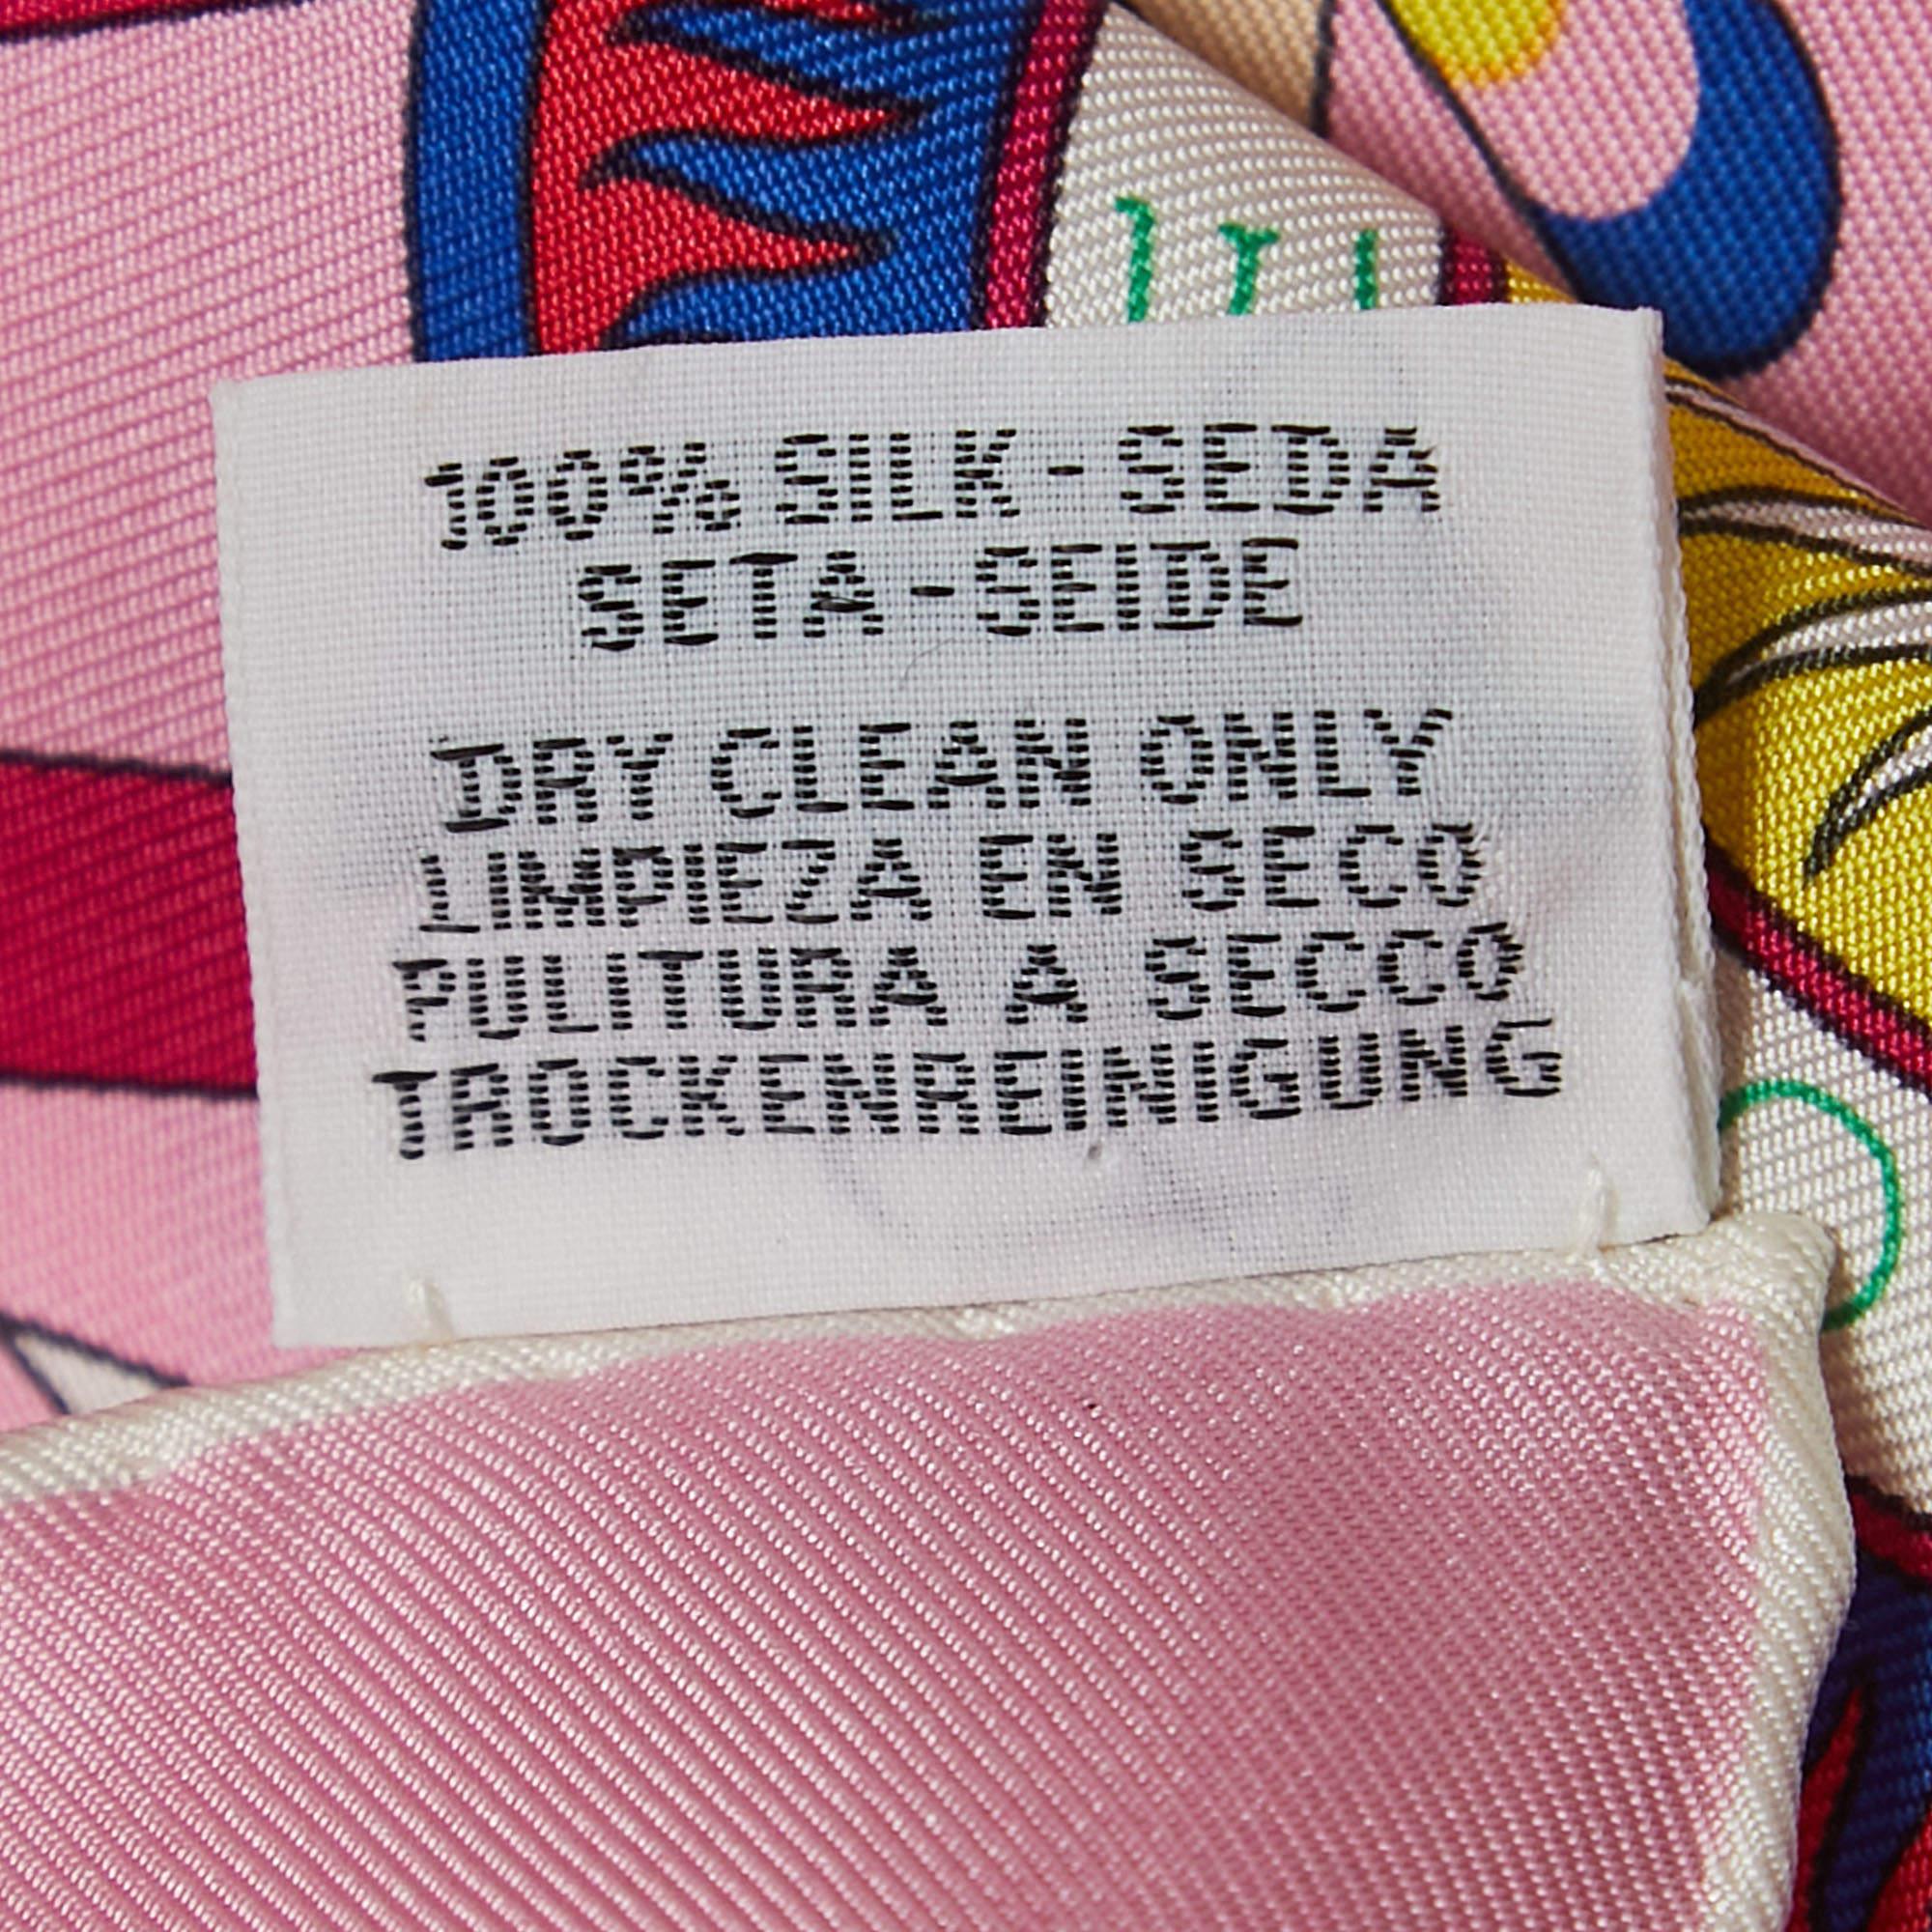 100% SILK - SEDA
SETA - SEIDE
DRY CLEAN ONLY
LIMPIEZA EN SECO
PULITURA A SECCO
TROCKENREINIGUNG